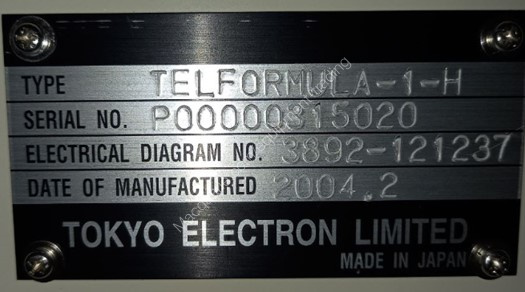 TYPE TELFORMULA-1-H
SERIAL NO. P00000315020
ELECTRICAL DIAGRAM NO. 3892-121237
DATE OF MANUFACTURED 2004.2
TOKYO ELECTRON LIMITED
MADE IN JAPAN